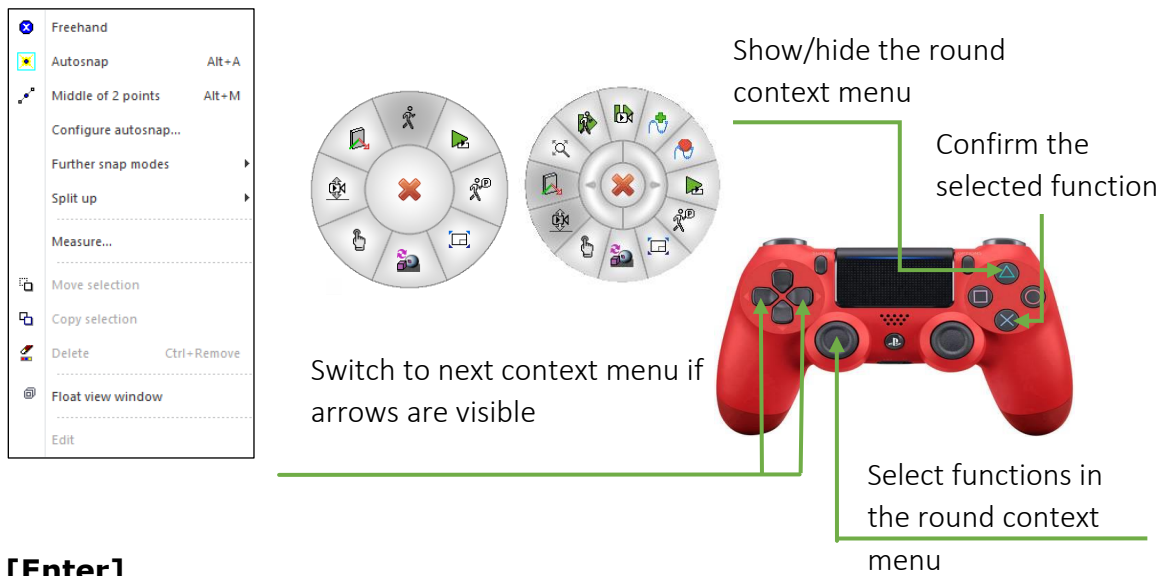 Freehand
Autosnap Alt+A
Middle of 2 points Alt+M
Configure autosnap...
Further snap modes
Split up
Measure...
Move selection
Copy selection
Delete Ctrl+Remove
Float view window
Edit
Show/hide the round
context menu
Confirm the
selected function
Switch to next context menu if
arrows are visible
Select functions in
the round context
menu
[Enter]